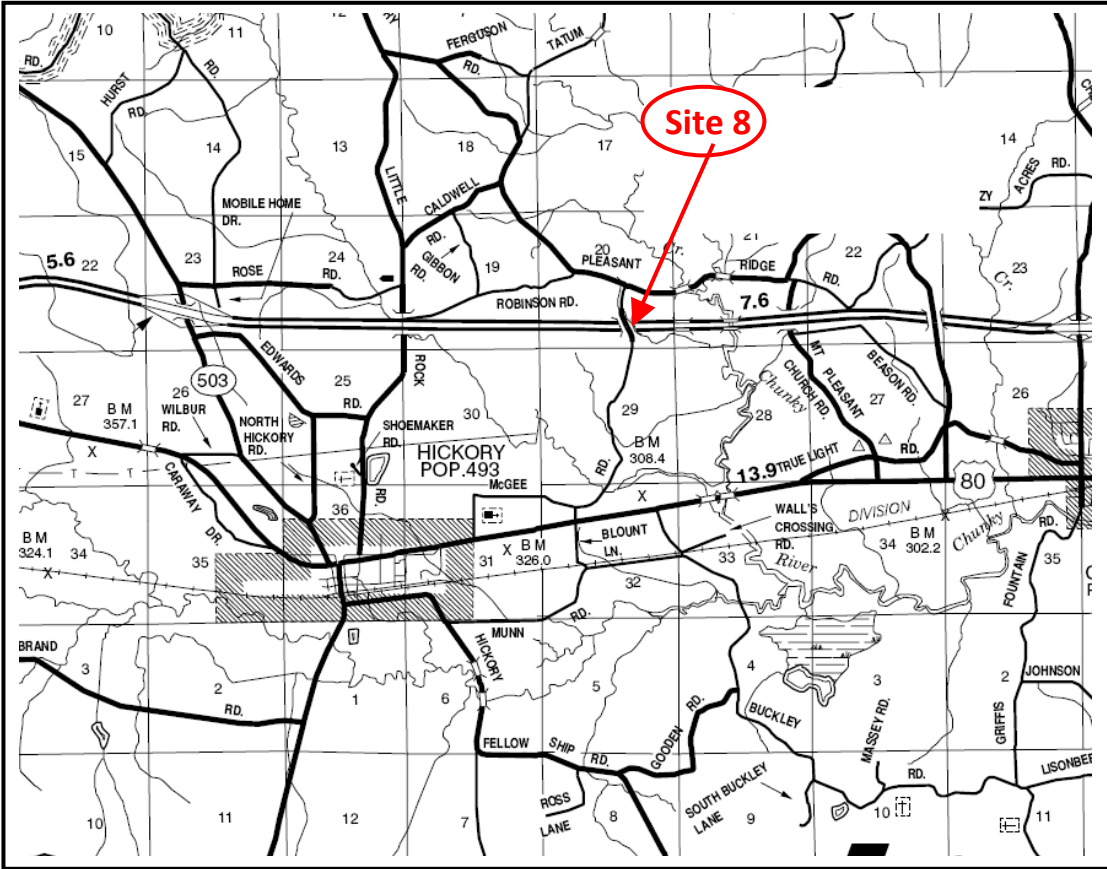 10
11
12
FERGUSON
RD.
TATUM
RD.
HURST
RD.
RD.
15
14
13
18
17
14
Site 8
LITTLE
CALDWELL
RD.
ACRES
RD.
ZY
MOBILE HOME
DR.
GIBBON
RD.
5.6
22
23
24
19
20
Cr.
21
22
23
Cr.
PLEASANT
RIDGE
RD.
ROSE
RD.
ROBINSON RD.
7.6
EDWARDS
RD.
ROCK
RD.
503
25
26
27
30
29
28
27
26
MT PLEASANT
CHURCH RD.
BEASON RD.
Chunky
B M
357.1
WILBUR
RD.
NORTH
HICKORY
RD.
SHOEMAKER
RD.
HICKORY
POP.493
B M
308.4
RD.
McGEE
13.9
TRUE LIGHT
RD.
80
X
T
T
CARAWAY
DR.
36
X
X
WALL'S
CROSSING
RD.
DIVISION
B M
302.2
Chunky
RD.
B M
324.1
34
35
31
B M
326.0
BLOUNT
LN.
33
River
34
35
X
X
32
FOUNTAIN
MUNN
RD.
BRAND
RD.
3
2
1
6
HICKORY
5
4
3
2
JOHNSON
GRIFFIS
BUCKLEY
RD.
MASSEY RD.
GOODEN RD.
FELLOW
SHIP
RD.
LISONBEE
SOUTH BUCKLEY
LANE
ROSS
LANE
10
11
12
7
8
9
10
11